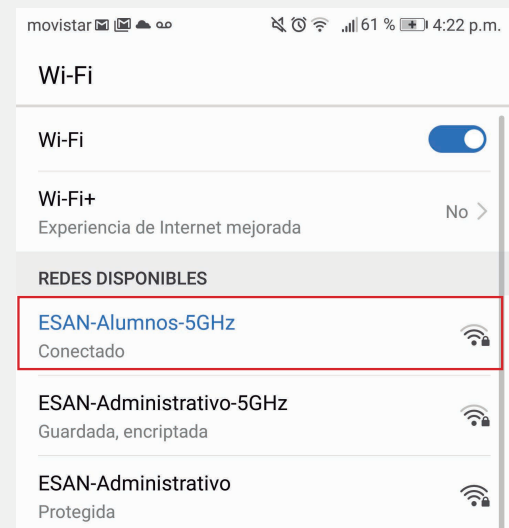 movistar 61 % 4:22 p.m.
Wi-Fi
Wi-Fi
Wi-Fi+
No
Experiencia de Internet mejorada
REDES DISPONIBLES
ESAN-Alumnos-5GHz
Conectado
ESAN-Administrativo-5GHz
Guardada, encriptada
ESAN-Administrativo
Protegida